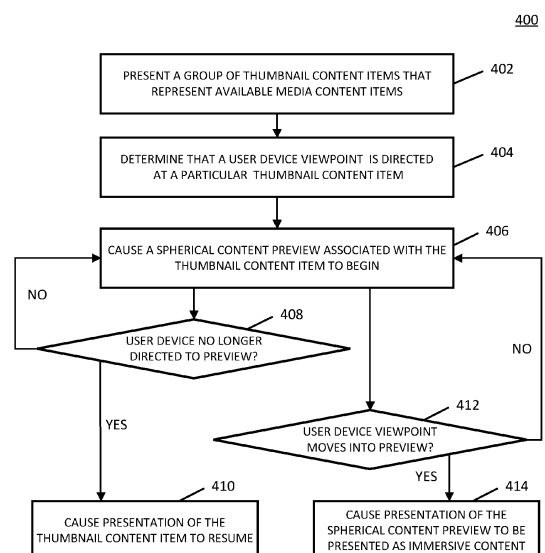 400
PRESENT A GROUP OF THUMBNAIL CONTENT ITEMS THAT
REPRESENT AVAILABLE MEDIA CONTENT ITEMS
402
DETERMINE THAT A USER DEVICE VIEWPOINT IS DIRECTED
AT A PARTICULAR THUMBNAIL CONTENT ITEM
404
CAUSE A SPHERICAL CONTENT PREVIEW ASSOCIATED WITH THE
THUMBNAIL CONTENT ITEM TO BEGIN
406
NO
USER DEVICE NO LONGER
DIRECTED TO PREVIEW?
408
NO
YES
USER DEVICE VIEWPOINT
MOVES INTO PREVIEW?
412
YES
CAUSE PRESENTATION OF THE
THUMBNAIL CONTENT ITEM TO RESUME
410
CAUSE PRESENTATION OF THE
SPHERICAL CONTENT PREVIEW TO BE
PRESENTED AS IMMERSIVE CONTENT
414